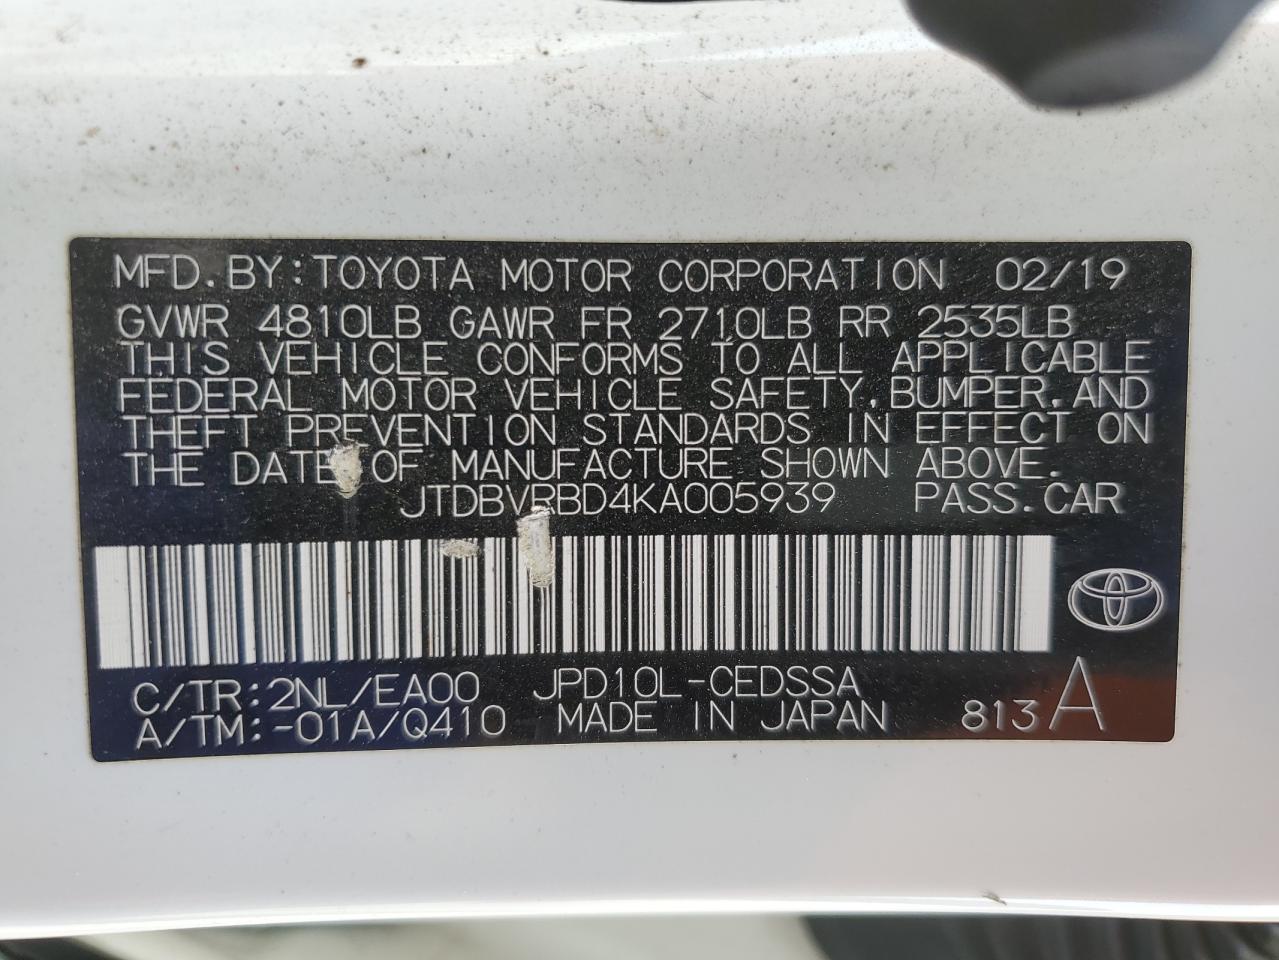 MFD.BY:TOYOTA MOTOR CORPORATION 02/19
GVWR 4810LB GAWR FR 2710LB RR 2535LB
THIS VEHICLE CONFORMS TO ALL APPLICABLE
FEDERAL MOTOR VEHICLE SAFETY,BUMPER,AND
THEFT PREVENTION STANDARDS IN EFFECT ON
THE DATE OF MANUFACTURE SHOWN ABOVE.
JTDBVRBD4KA005939 PASS.CAR
C/TR:2NL/EA00 JPD10L-CEDSSA
A/TM:-01A/Q410 MADE IN JAPAN 813 A